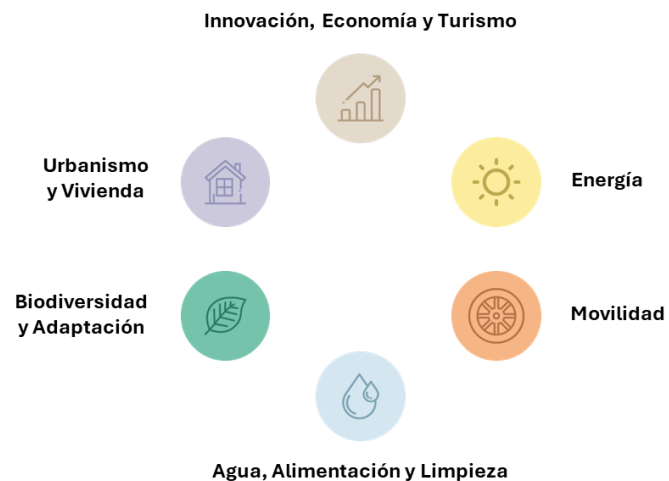 Innovación, Economía y Turismo
Urbanismo
y Vivienda
Energía
Biodiversidad
y Adaptación
Movilidad
Agua, Alimentación y Limpieza